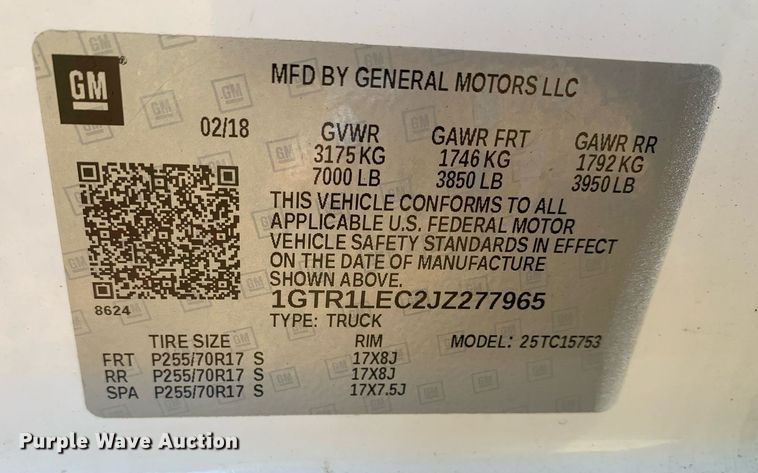 GM
MFD BY GENERAL MOTORS LLC
02/18
GVWR GAWR FRT GAWR RR
3175 KG 1746 KG 1792 KG
7000 LB 3850 LB 3950 LB
THIS VEHICLE CONFORMS TO ALL
APPLICABLE U.S. FEDERAL MOTOR
VEHICLE SAFETY STANDARDS IN EFFECT
ON THE DATE OF MANUFACTURE
SHOWN ABOVE.
8624
1GTR1LEC2JZ277965
TYPE: TRUCK
TIRE SIZE RIM MODEL: 25TC15753
FRT P255/70R17 S 17X8J
RR P255/70R17 S 17X8J
SPA P255/70R17 S 17X7.5J
Purple Wave Auction